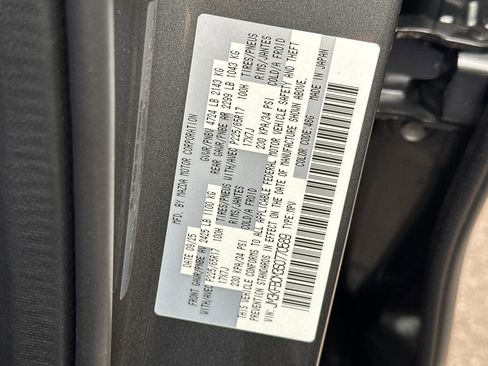 MFD. BY MAZDA MOTOR CORPORATION
DATE 09/25 GVWR/PNBV 4724 LB 2143 KG
FRONT GAWR/PNBE AV 2425 LB 1100 KG REAR GAWR/PNBE AR 2299 LB 1043 KG
TIRES/PNEUS WITH/AVEC P225/65R17 100H TIRES/PNEUS WITH/AVEC P225/65R17 100H
RIMS/JANTES 17X7J RIMS/JANTES 17X7J
COLD/A FROID 230 KPA/34 PSI COLD/A FROID 230 KPA/34 PSI
THIS VEHICLE CONFORMS TO ALL APPLICABLE FEDERAL MOTOR VEHICLE SAFETY AND THEFT
PREVENTION STANDARDS IN EFFECT ON THE DATE OF MANUFACTURE SHOWN ABOVE.
VIN: TYPE:MPV COLOR CODE: MADE IN JAPAN